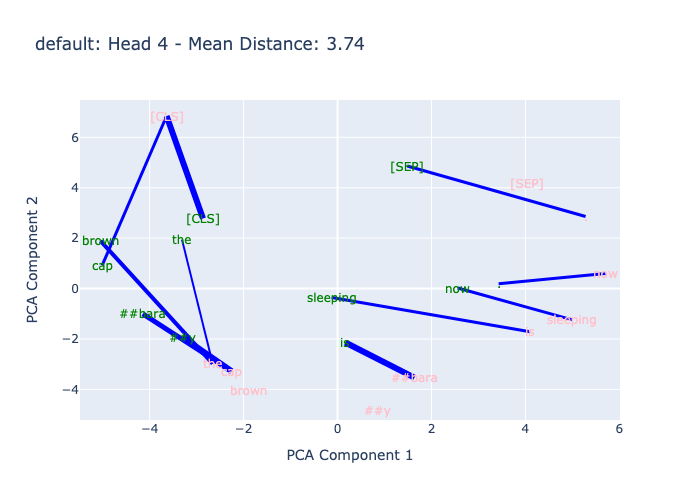 default: Head 4 - Mean Distance: 3.74
[CLS]
6
[SEP]
[SEP]
4
[CLS]
brown
the
2
cap
now
now
0
sleeping
##bara
sleeping
is
##y
is
−2
the
cap
##bara
brown
−4
##y
−4
−2
0
2
4
6
PCA Component 1
PCA Component 2